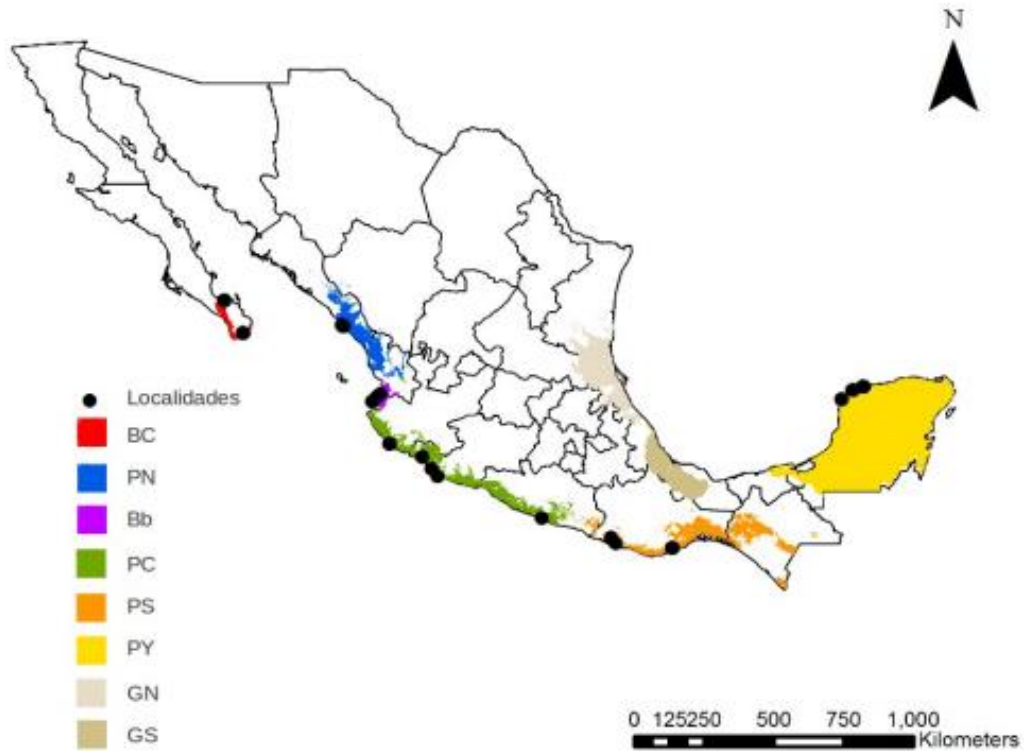 N
Localidades
BC
PN
Bb
PC
PS
PY
GN
GS
0 125250 500 750 1,000
Kilometers